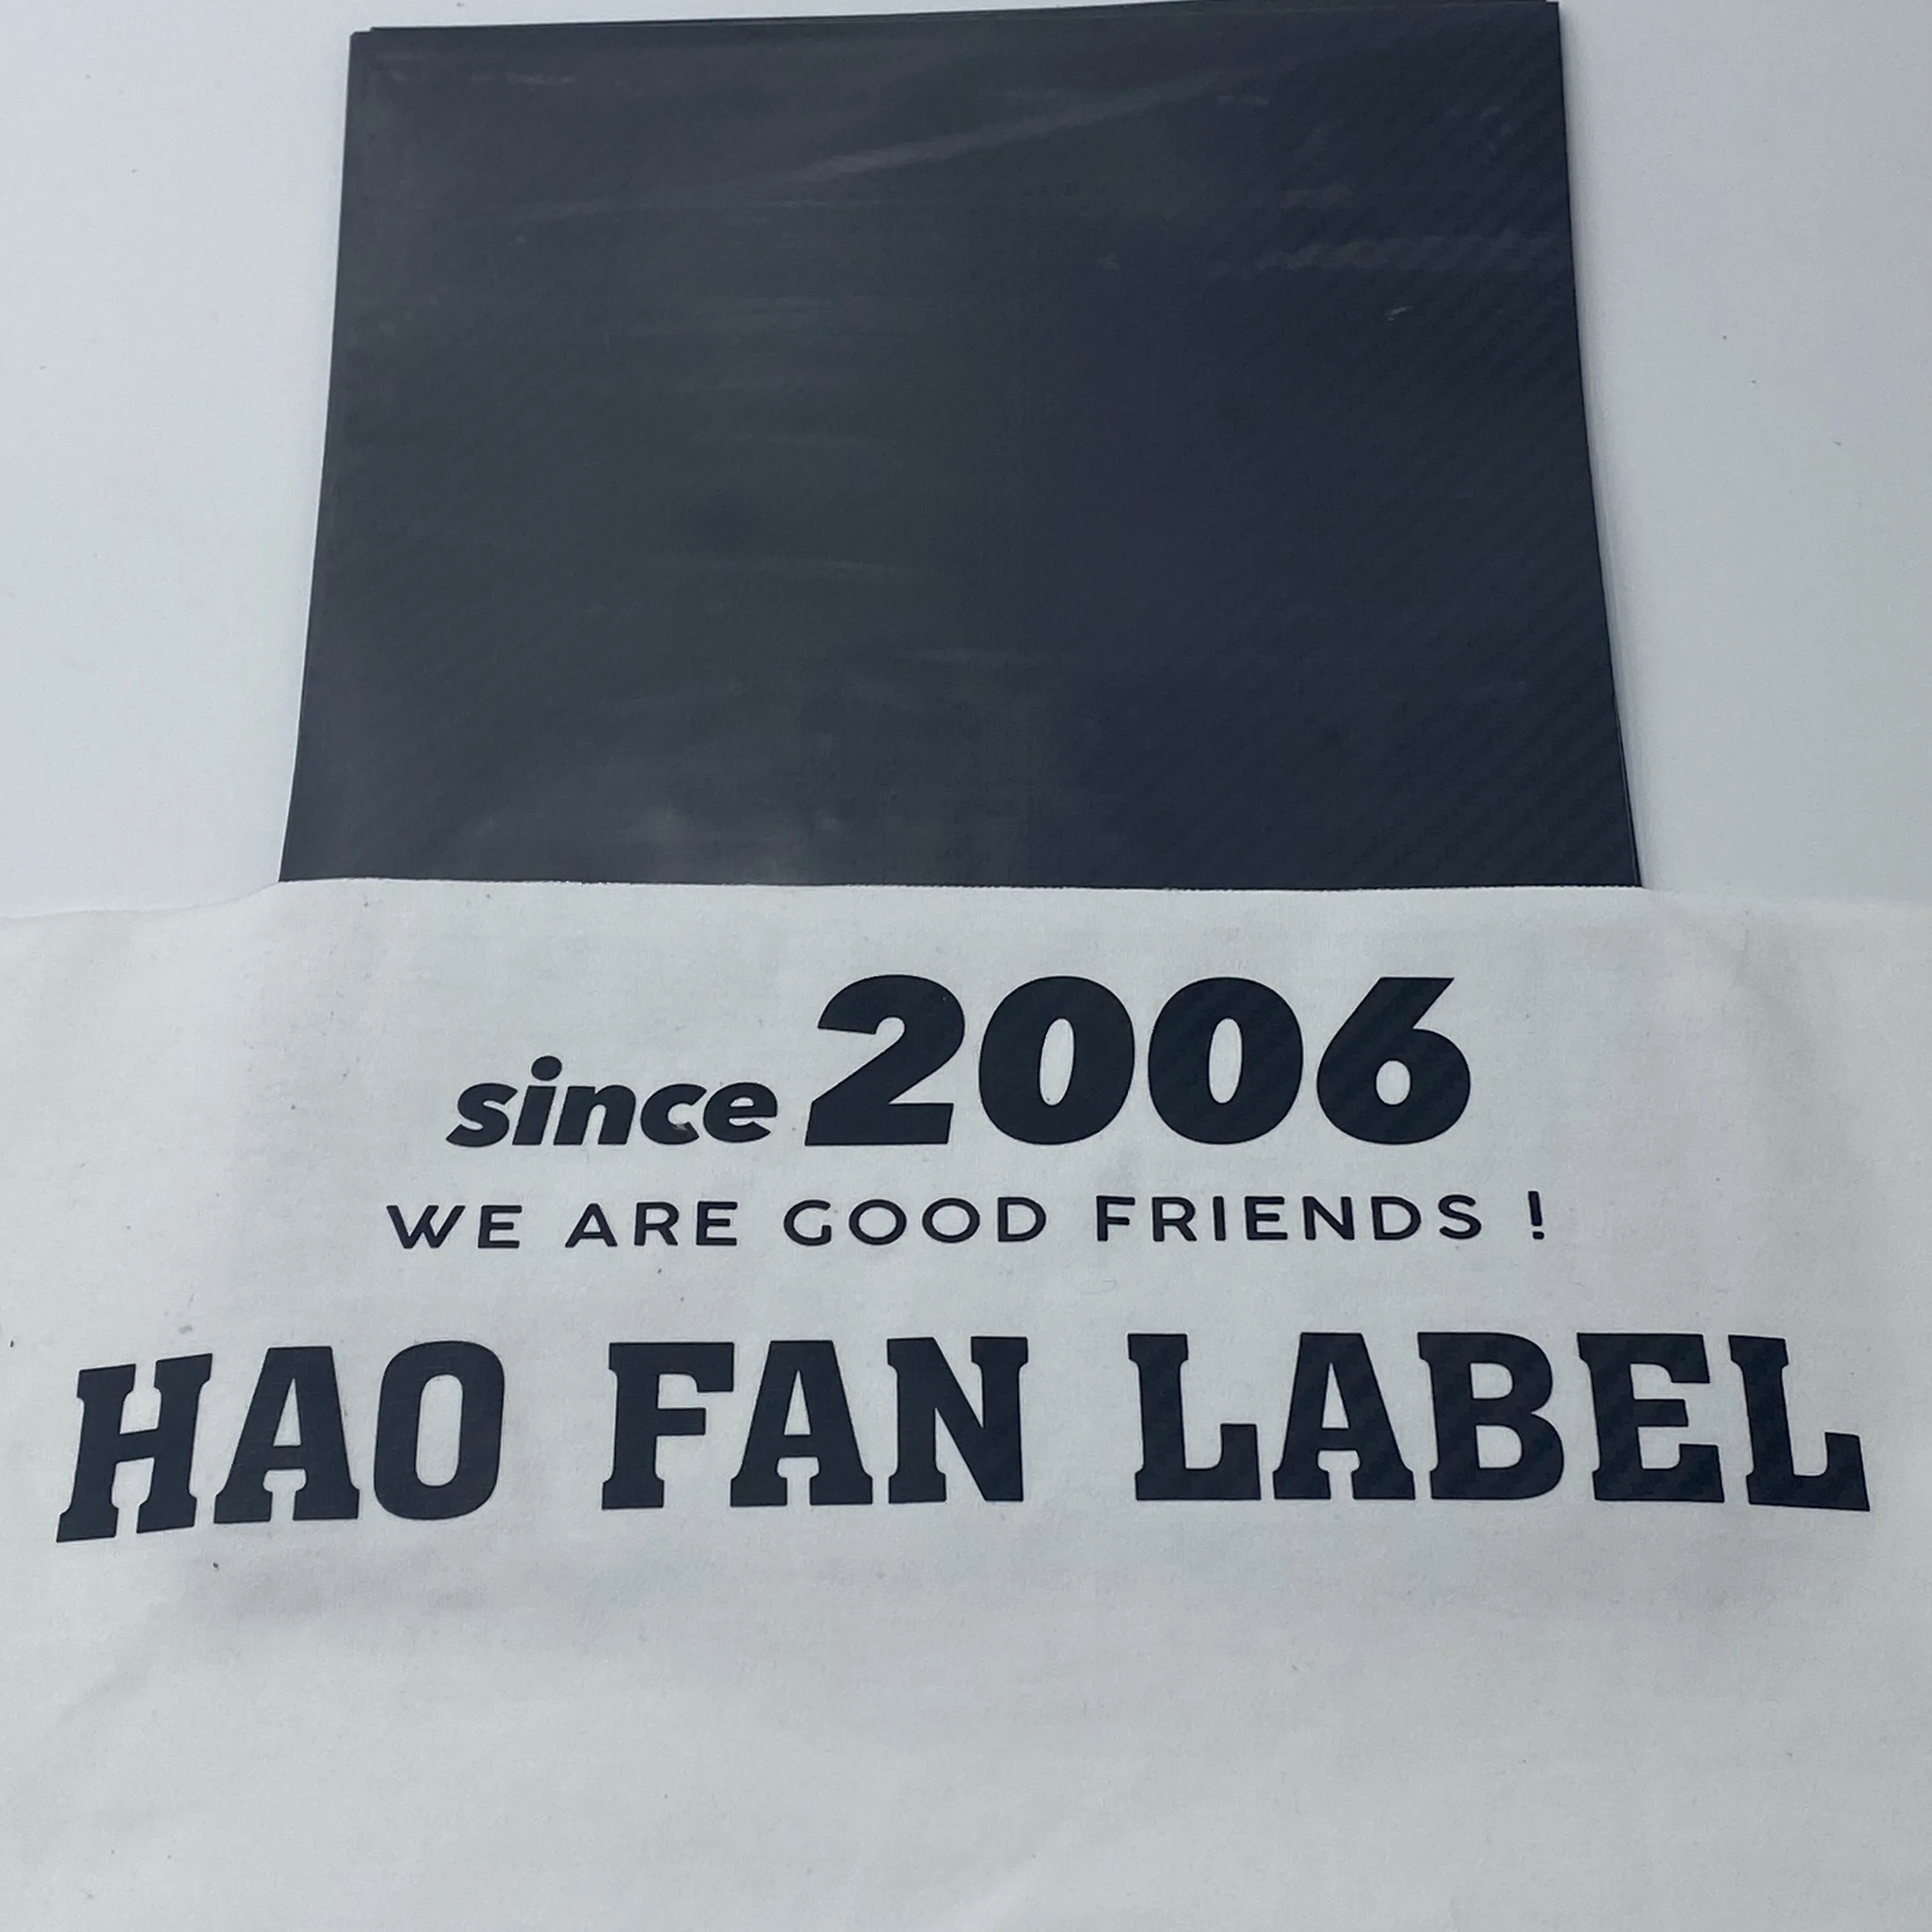 since 2006
WE ARE GOOD FRIENDS !
HAO FAN LABEL